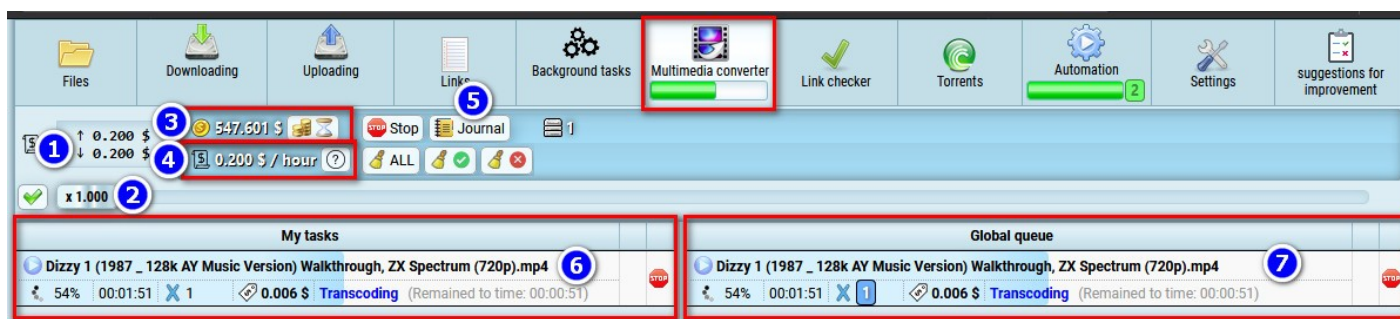 Files
Downloading
Uploading
Links
Background tasks
Multimedia converter
Link checker
Torrents
Automation
2
Settings
suggestions for
improvement
5
1
↑ 0.200 $
↓ 0.200 $
3
547.601 $
STOP Stop
Journal
1
4
0.200 $ / hour ?
ALL
x 1.000
2
My tasks
Global queue
Dizzy 1 (1987 _ 128k AY Music Version) Walkthrough, ZX Spectrum (720p).mp4
6
STOP
54% 00:01:51 X 1 0.006 $ Transcoding (Remained to time: 00:00:51)
Dizzy 1 (1987 _ 128k AY Music Version) Walkthrough, ZX Spectrum (720p).mp4
7
STOP
54% 00:01:51 X 1 0.006 $ Transcoding (Remained to time: 00:00:51)